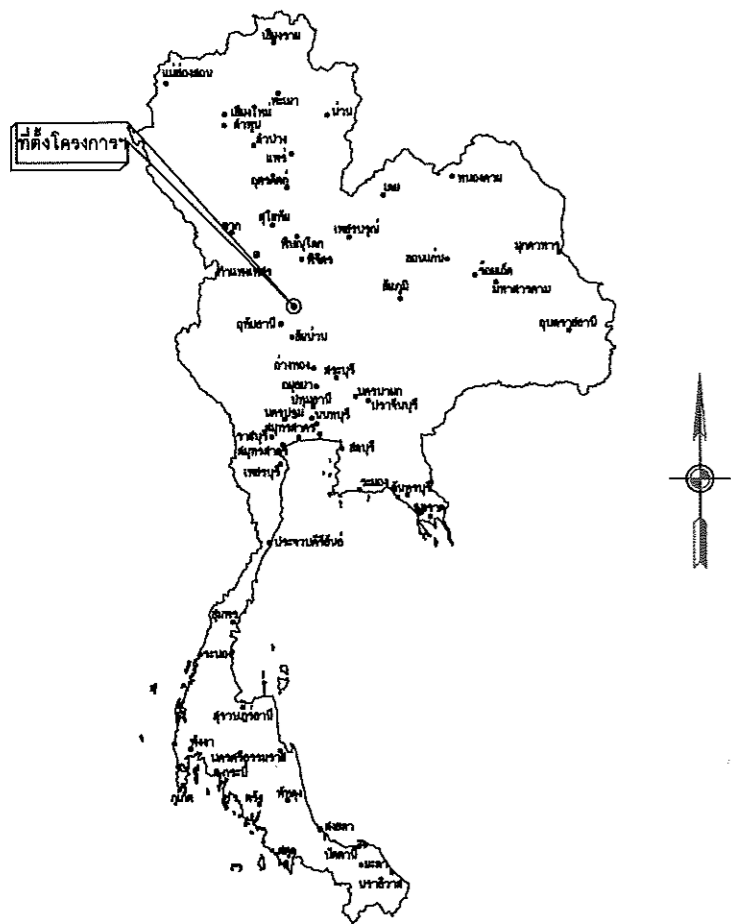 เชียงราย
แม่ฮ่องสอน
พะเยา
เชียงใหม่
น่าน
ลำพูน
ที่ตั้งโครงการฯ
ลำปาง
แพร่
อุตรดิตถ์
เลย
หนองคาย
สุโขทัย
ตาก
พิษณุโลก
เพชรบูรณ์
มุกดาหาร
พิจิตร
ขอนแก่น
กำแพงเพชร
ร้อยเอ็ด
ชัยภูมิ
มหาสารคาม
อุทัยธานี
อุบลราชธานี
ชัยนาท
อ่างทอง
สระบุรี
อยุธยา
นครนายก
ปทุมธานี
ปราจีนบุรี
นครปฐม
นนทบุรี
สมุทรสาคร
ราชบุรี
ชลบุรี
เพชรบุรี
ระยอง
จันทบุรี
ตราด
ประจวบคีรีขันธ์
ชุมพร
ระนอง
สุราษฎร์ธานี
พังงา
นครศรีธรรมราช
กระบี่
ภูเก็ต
ตรัง
พัทลุง
สงขลา
สตูล
ปัตตานี
ยะลา
นราธิวาส